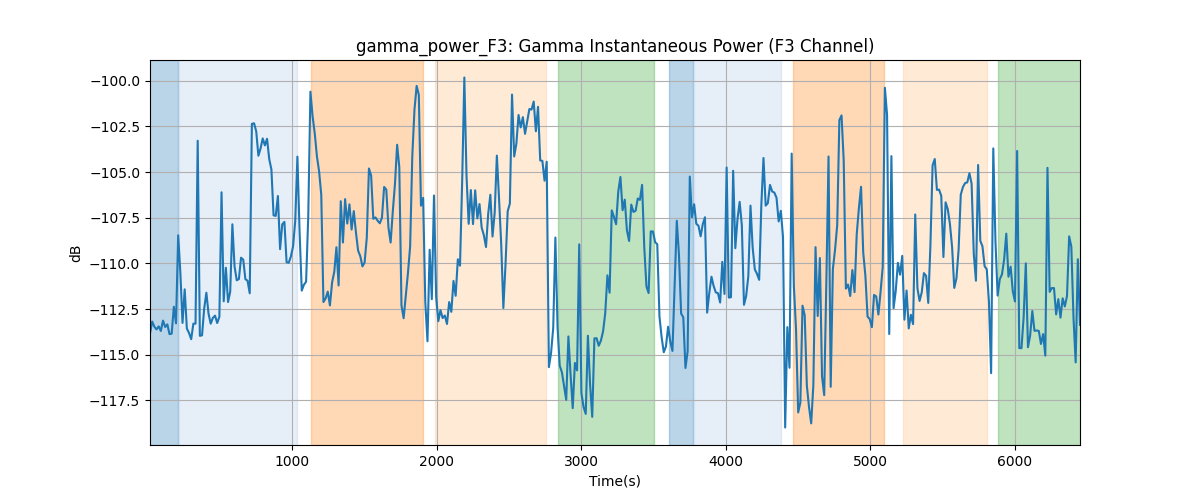 gamma_power_F3: Gamma Instantaneous Power (F3 Channel)
dB
−100.0
−102.5
−105.0
−107.5
−110.0
−112.5
−115.0
−117.5
1000 2000 3000 4000 5000 6000
Time(s)